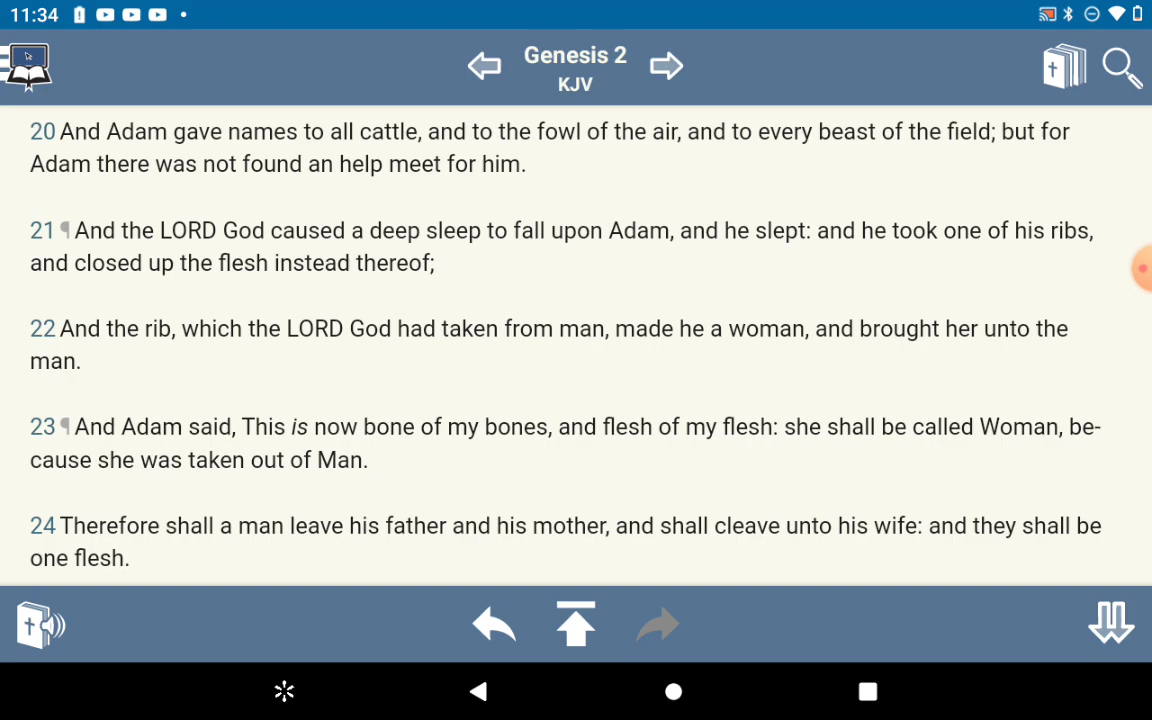 11:34
Genesis 2
KJV
20 And Adam gave names to all cattle, and to the fowl of the air, and to every beast of the field; but for
Adam there was not found an help meet for him.
21 ¶ And the LORD God caused a deep sleep to fall upon Adam, and he slept: and he took one of his ribs,
and closed up the flesh instead thereof;
22 And the rib, which the LORD God had taken from man, made he a woman, and brought her unto the
man.
23 ¶ And Adam said, This is now bone of my bones, and flesh of my flesh: she shall be called Woman, be-
cause she was taken out of Man.
24 Therefore shall a man leave his father and his mother, and shall cleave unto his wife: and they shall be
one flesh.